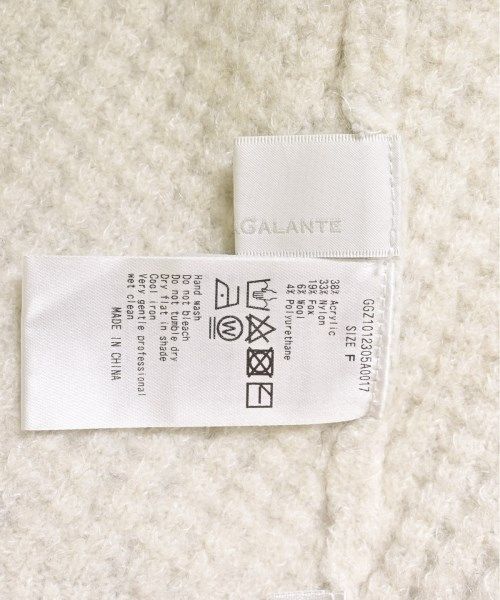 GALANTE
GGZ1012305A0017
SIZE F
38% Acrylic
33% Nylon
19% Fox
6% Wool
4% Polyurethane
W
Hand wash
Do not bleach
Do not tumble dry
Dry flat in shade
Cool iron
Very gentle professional
wet clean
MADE IN CHINA